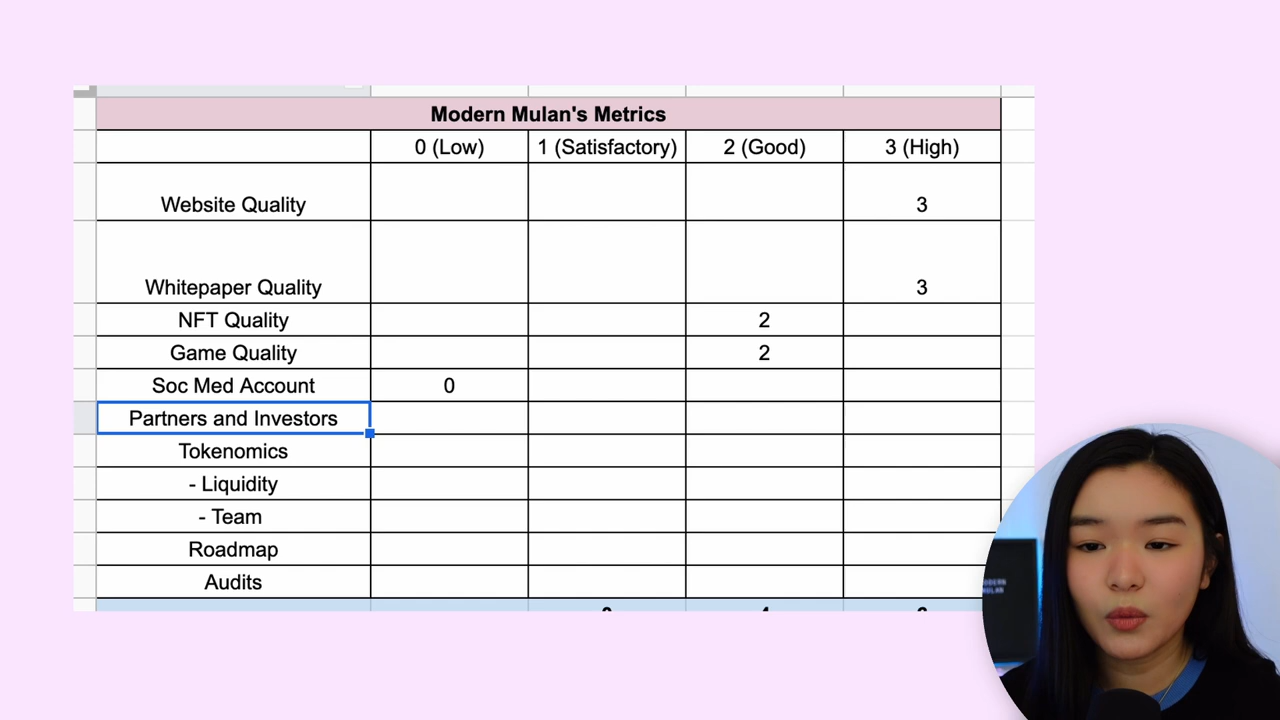 Modern Mulan's Metrics
0 (Low) 1 (Satisfactory) 2 (Good) 3 (High)
Website Quality 3
Whitepaper Quality 3
NFT Quality 2
Game Quality 2
Soc Med Account 0
Partners and Investors
Tokenomics
- Liquidity
- Team
Roadmap
Audits